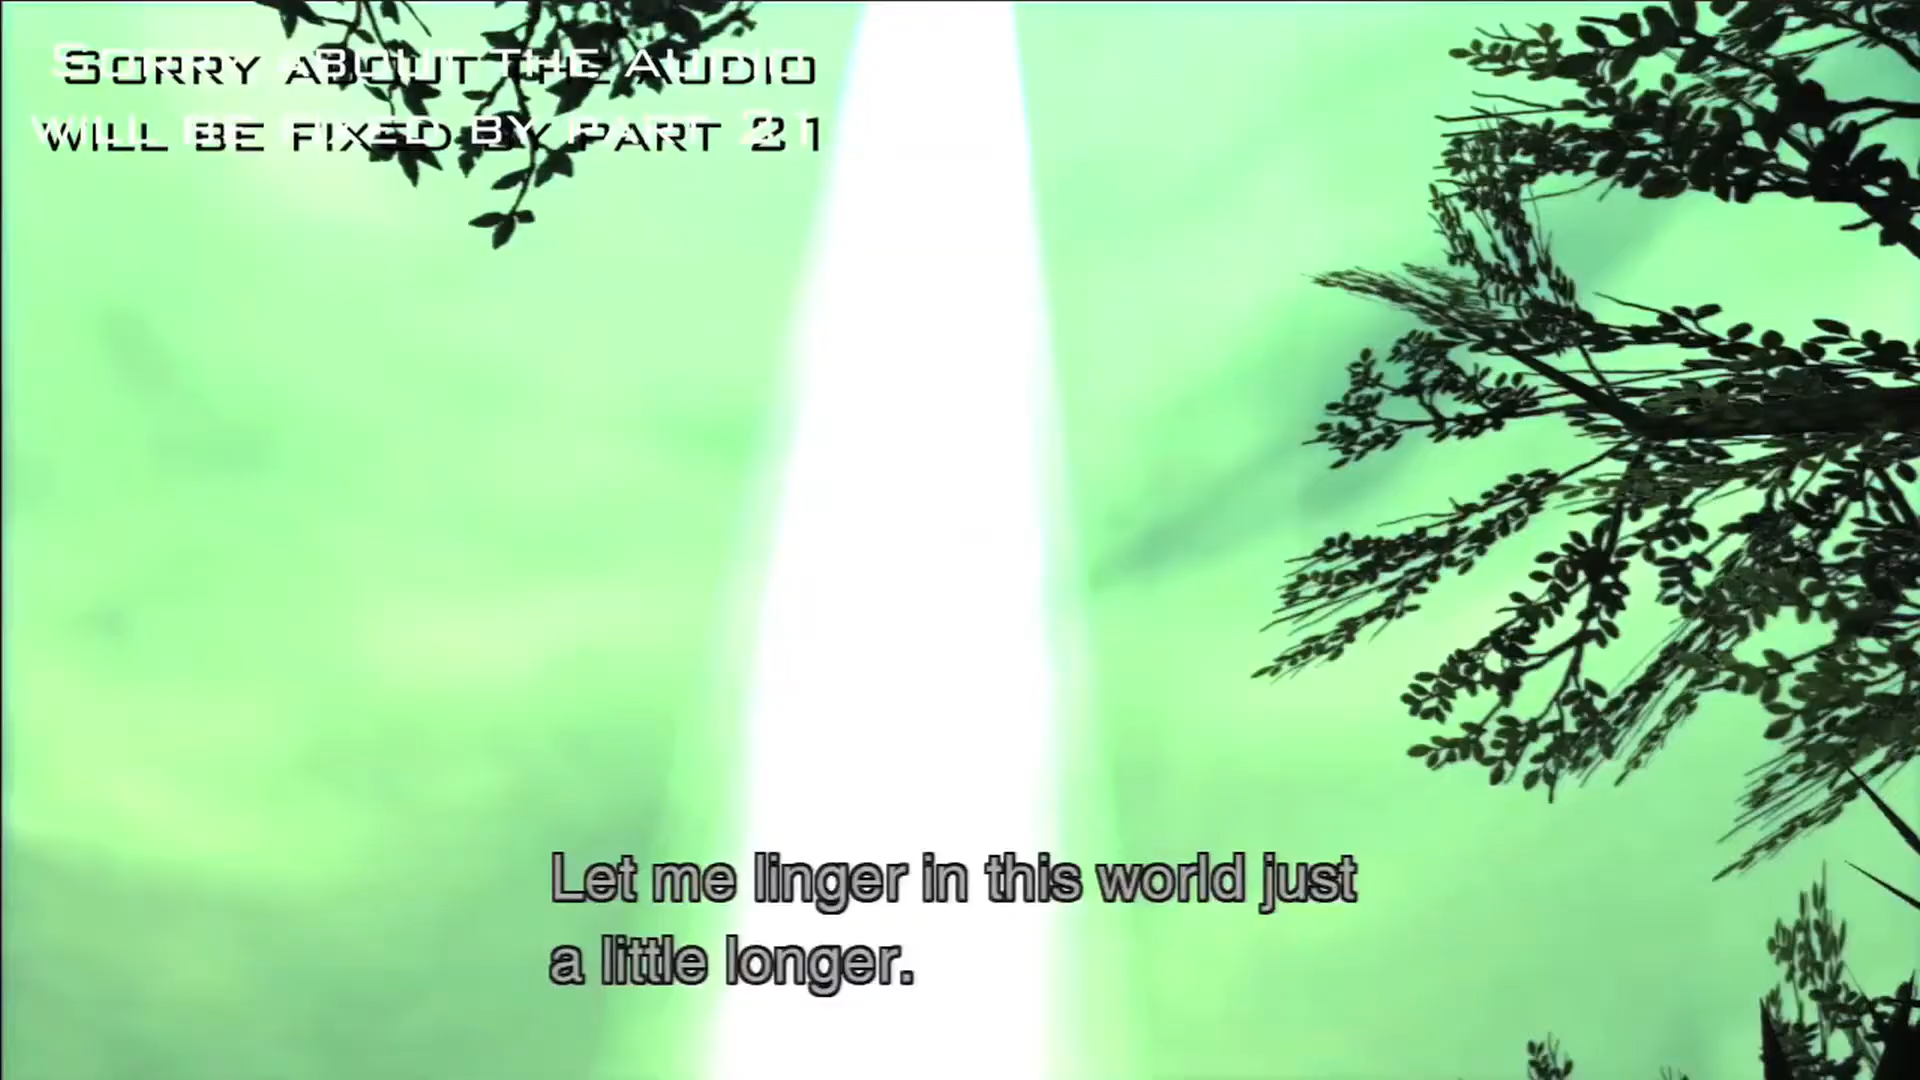 Sorry about the Audio
will be fixed by part 21
Let me linger in this world just
a little longer.